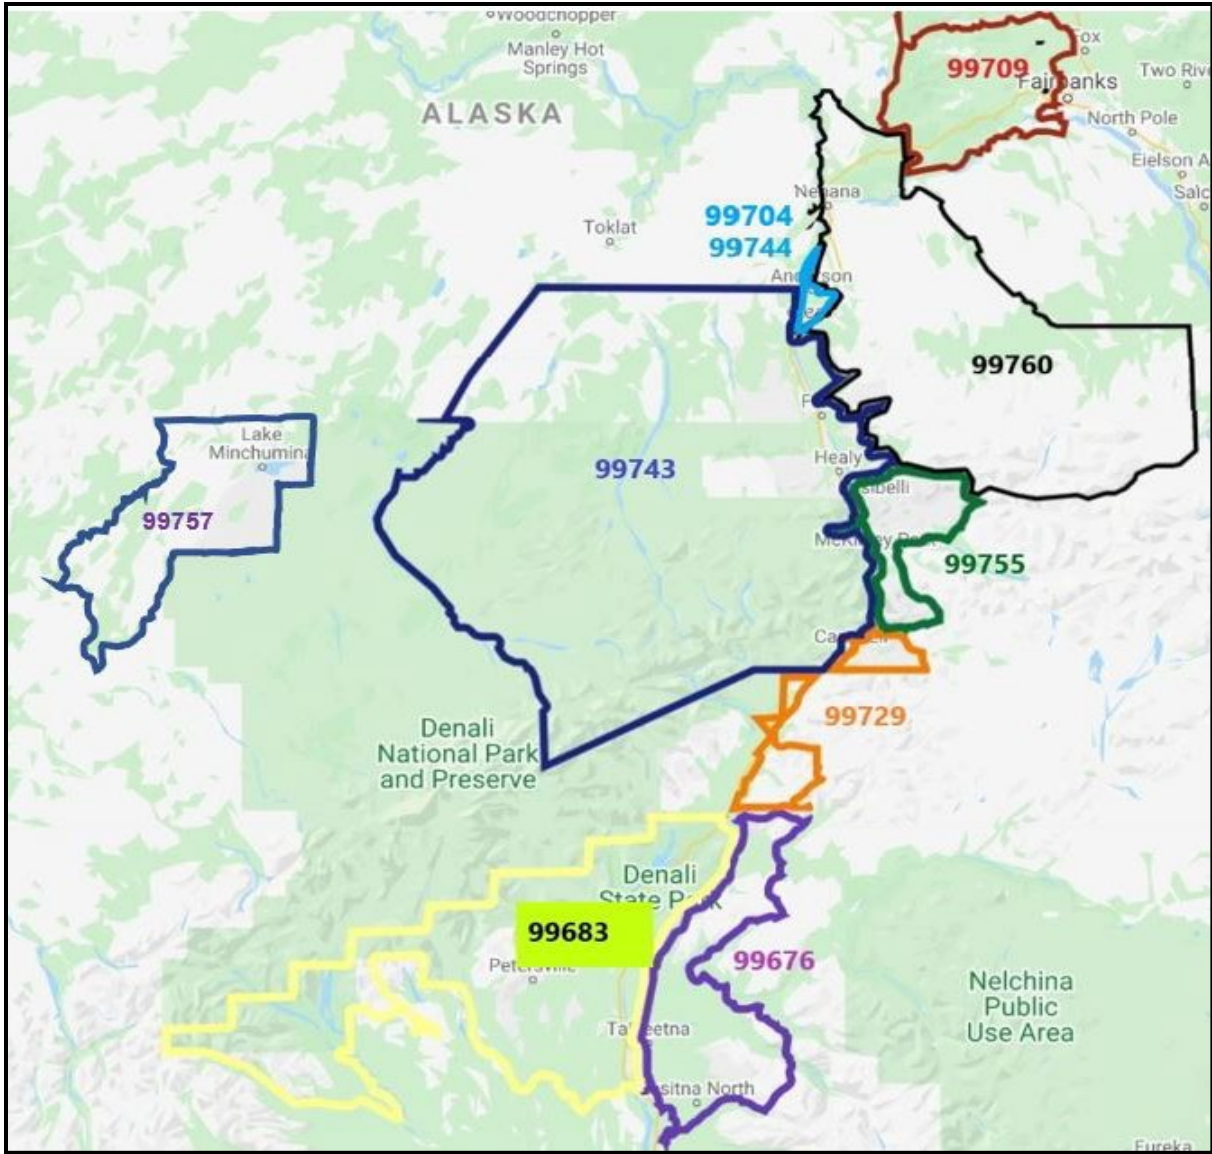 Woodchopper
Manley Hot
Springs
ALASKA
Fox
99709
Fairbanks
Two Rive
North Pole
Eielson A
Salc
Nenana
99704
99744
Toklat
Anderson
99760
Lake
Minchumina
99757
99743
Healy
99755
99729
Denali
National Park
and Preserve
Denali
State Park
99683
Petersville
99676
Nelchina
Public
Use Area
Talkeetna
sitna North
Eureka